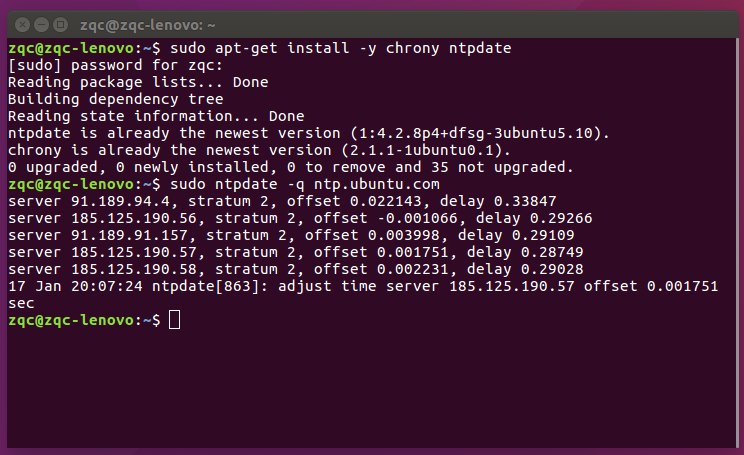 zqc@zqc-lenovo: ~
zqc@zqc-lenovo:~$ sudo apt-get install -y chrony ntpdate
[sudo] password for zqc:
Reading package lists... Done
Building dependency tree
Reading state information... Done
ntpdate is already the newest version (1:4.2.8p4+dfsg-3ubuntu5.10).
chrony is already the newest version (2.1.1-1ubuntu0.1).
0 upgraded, 0 newly installed, 0 to remove and 35 not upgraded.
zqc@zqc-lenovo:~$ sudo ntpdate -q ntp.ubuntu.com
server 91.189.94.4, stratum 2, offset 0.022143, delay 0.33847
server 185.125.190.56, stratum 2, offset -0.001066, delay 0.29266
server 91.189.91.157, stratum 2, offset 0.003998, delay 0.29109
server 185.125.190.57, stratum 2, offset 0.001751, delay 0.28749
server 185.125.190.58, stratum 2, offset 0.002231, delay 0.29028
17 Jan 20:07:24 ntpdate[863]: adjust time server 185.125.190.57 offset 0.001751
sec
zqc@zqc-lenovo:~$